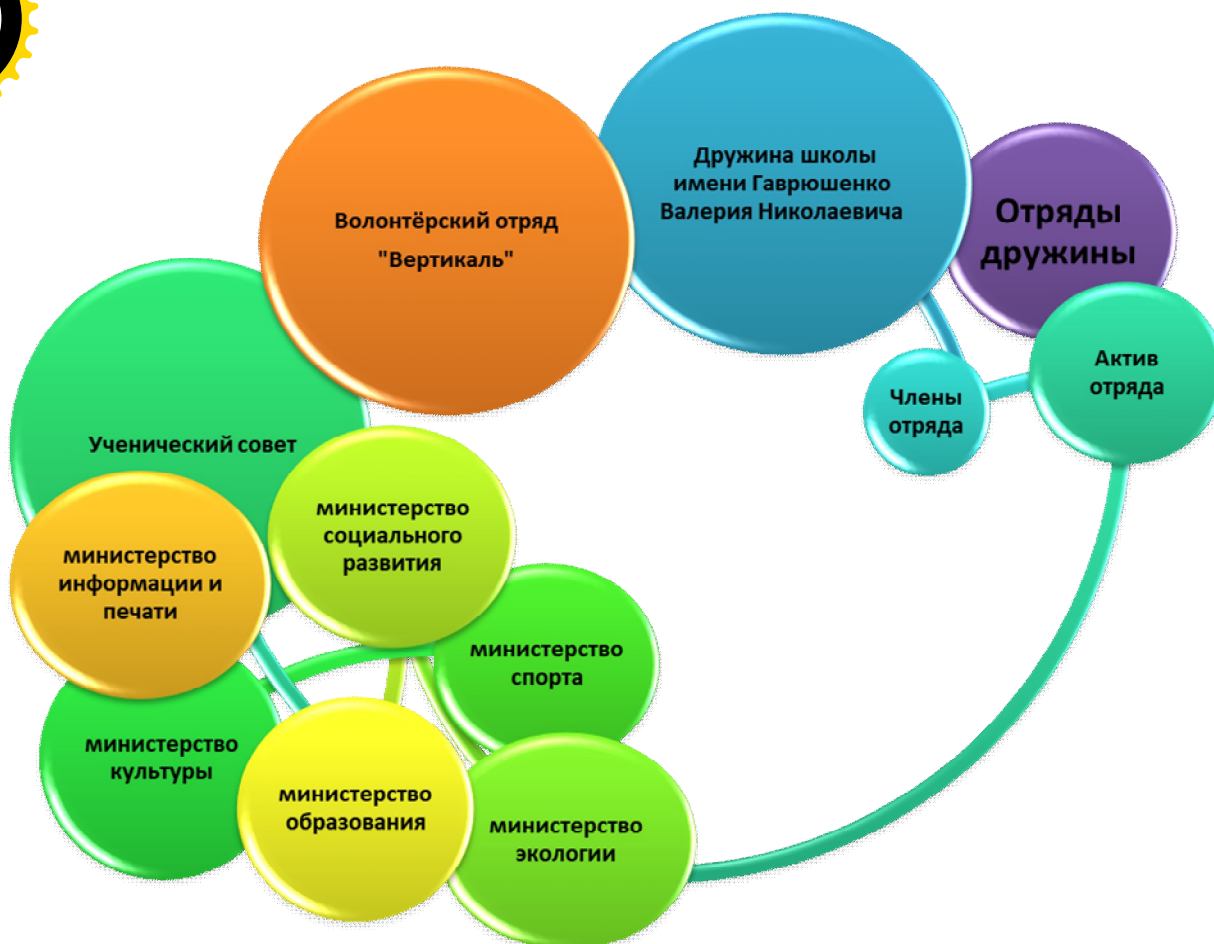 Дружина школы
имени Гаврюшенко
Валерия Николаевича
Отряды
дружины
Волонтёрский отряд
"Вертикаль"
Актив
отряда
Члены
отряда
Ученический совет
министерство
социального
развития
министерство
информации и
печати
министерство
спорта
министерство
культуры
министерство
образования
министерство
экологии